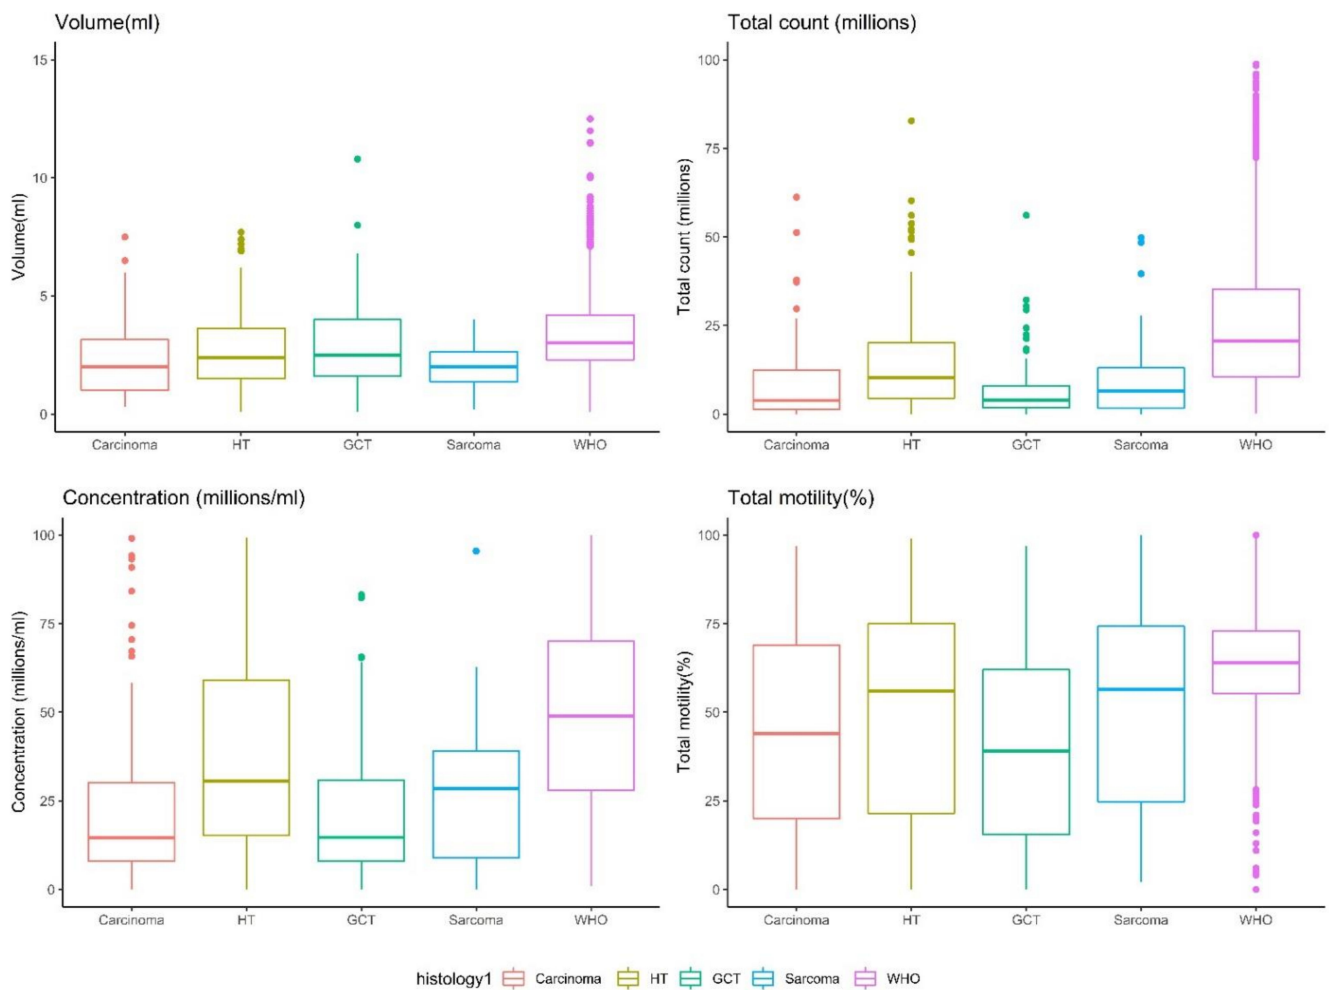 Volume(ml)
Volume(ml)
15
10
5
0
Carcinoma HT GCT Sarcoma WHO
Total count (millions)
Total count (millions)
100
75
50
25
0
Carcinoma HT GCT Sarcoma WHO
Concentration (millions/ml)
Concentration (millions/ml)
100
75
50
25
0
Carcinoma HT GCT Sarcoma WHO
Total motility(%)
Total motility(%)
100
75
50
25
0
Carcinoma HT GCT Sarcoma WHO
histology1 Carcinoma HT GCT Sarcoma WHO